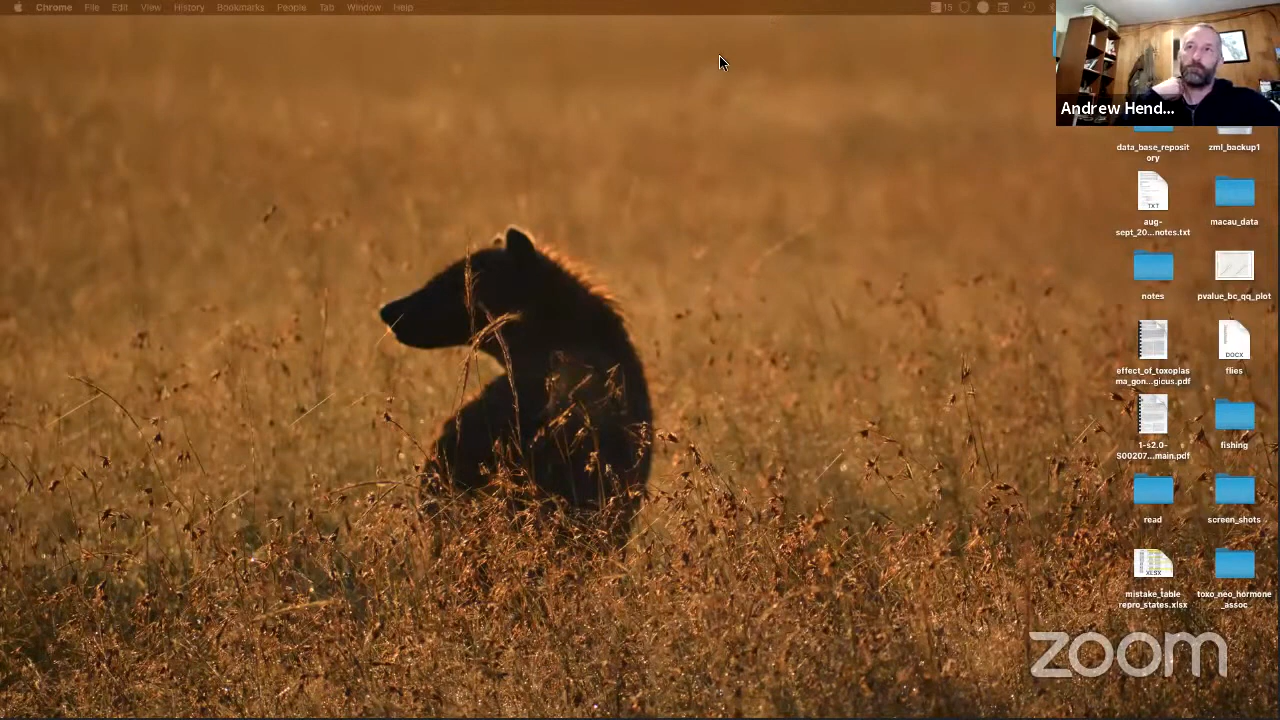 Chrome File Edit View History Bookmarks People Tab Window Help
15
Andrew Hend...
data_base_reposit
ory
zml_backup1
TXT
aug-
sept_20...notes.txt
macau_data
notes
pvalue_bc_qq_plot
DOCX
effect_of_toxoplas
ma_gon...gicus.pdf
flies
1-s2.0-
S00207...main.pdf
fishing
read
screen_shots
XLSX
mistake_table
repro_states.xlsx
toxo_neo_hormone
_assoc
zoom